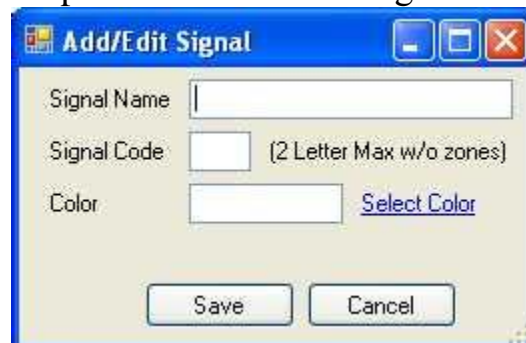 Add/Edit Signal
Signal Name
Signal Code (2 Letter Max w/o zones)
Color Select Color
Save Cancel